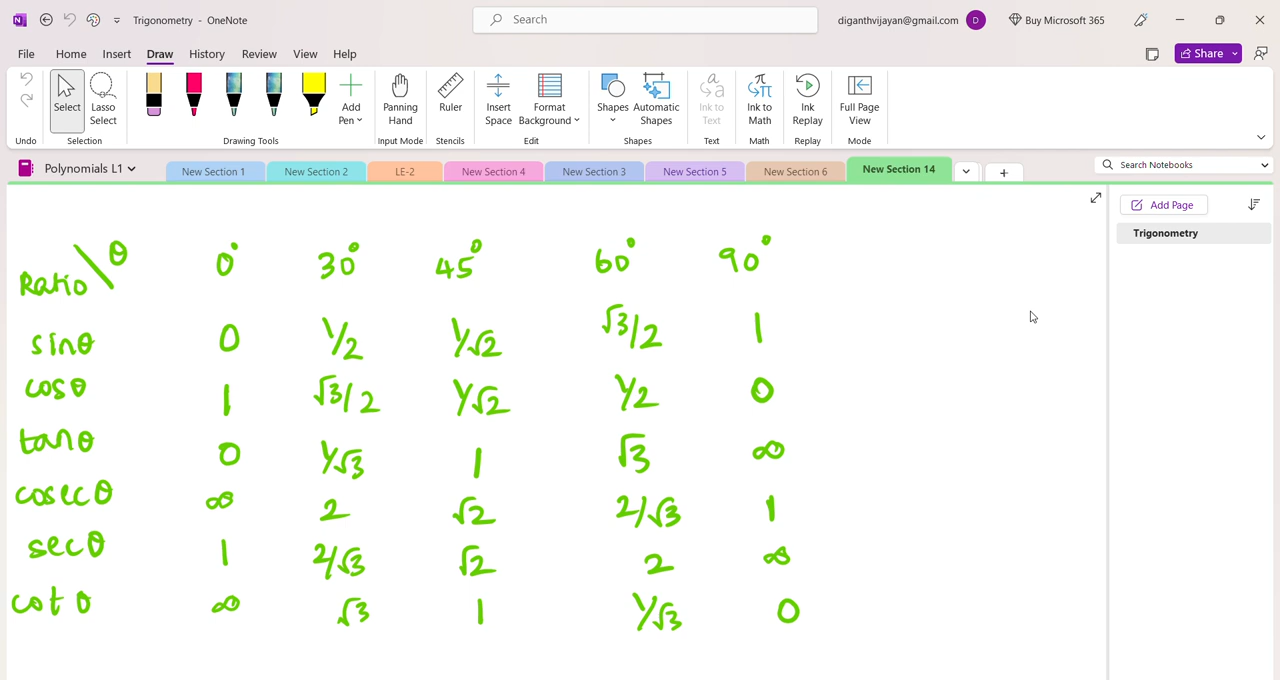 Trigonometry - OneNote
Search
diganthvijayan@gmail.com D
Buy Microsoft 365
File Home Insert Draw History Review View Help
Share
Select Lasso Select Add Pen Panning Hand Ruler Insert Space Format Background Shapes Automatic Shapes Ink to Text Ink to Math Ink Replay Full Page View
Undo Selection Drawing Tools Input Mode Stencils Edit Shapes Text Math Replay Mode
Polynomials L1 New Section 1 New Section 2 LE-2 New Section 4 New Section 3 New Section 5 New Section 6 New Section 14 + Search Notebooks
Add Page
Trigonometry
Ratio \ θ 0° 30° 45° 60° 90°
sinθ 0 1/2 1/√2 √3/2 1
cosθ 1 √3/2 1/√2 1/2 0
tanθ 0 1/√3 1 √3 ∞
cosecθ ∞ 2 √2 2/√3 1
secθ 1 2/√3 √2 2 ∞
cotθ ∞ √3 1 1/√3 0